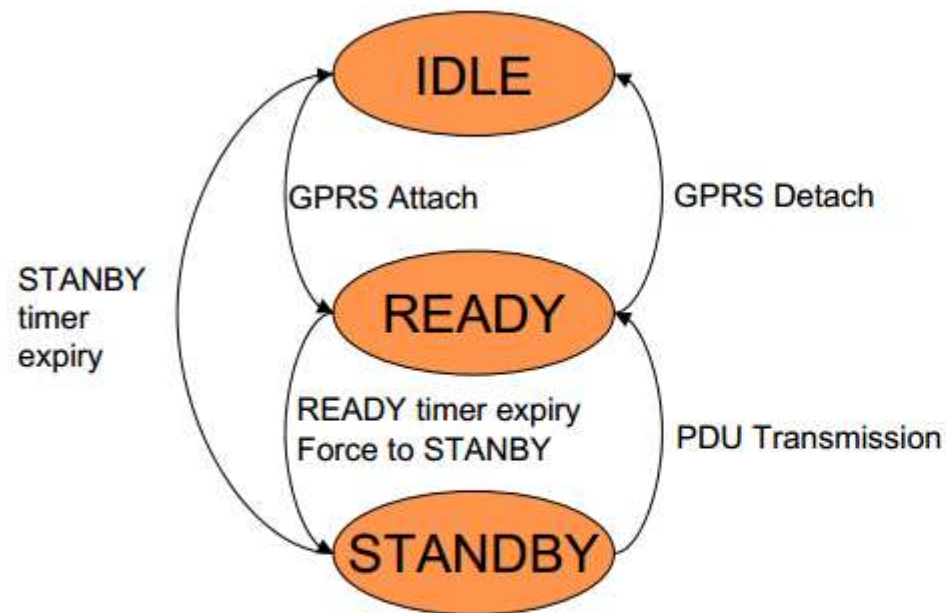 IDLE
GPRS Attach
GPRS Detach
STANBY
timer
expiry
READY
READY timer expiry
Force to STANBY
PDU Transmission
STANDBY